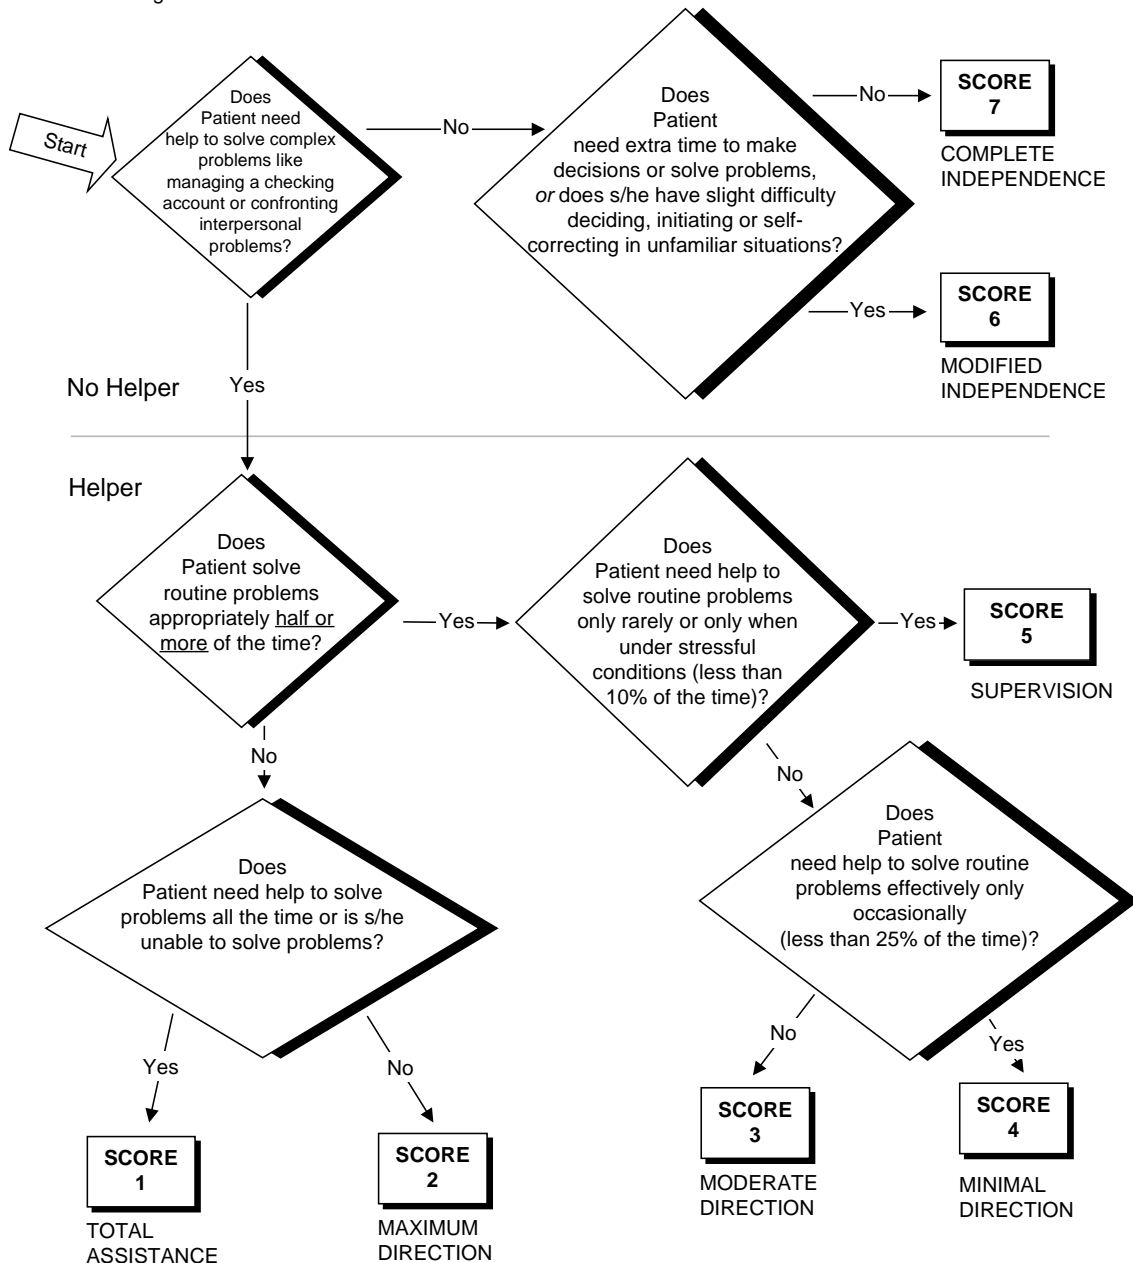 Start
Does
Patient need
help to solve complex
problems like
managing a checking
account or confronting
interpersonal
problems?
No
Does
Patient
need extra time to make
decisions or solve problems,
or does s/he have slight difficulty
deciding, initiating or self-
correcting in unfamiliar situations?
No
SCORE
7
COMPLETE
INDEPENDENCE
Yes
SCORE
6
MODIFIED
INDEPENDENCE
No Helper
Yes
Helper
Does
Patient solve
routine problems
appropriately half or
more of the time?
Yes
Does
Patient need help to
solve routine problems
only rarely or only when
under stressful
conditions (less than
10% of the time)?
Yes
SCORE
5
SUPERVISION
No
No
Does
Patient need help to solve
problems all the time or is s/he
unable to solve problems?
Does
Patient
need help to solve routine
problems effectively only
occasionally
(less than 25% of the time)?
Yes
No
No
Yes
SCORE
1
TOTAL
ASSISTANCE
SCORE
2
MAXIMUM
DIRECTION
SCORE
3
MODERATE
DIRECTION
SCORE
4
MINIMAL
DIRECTION